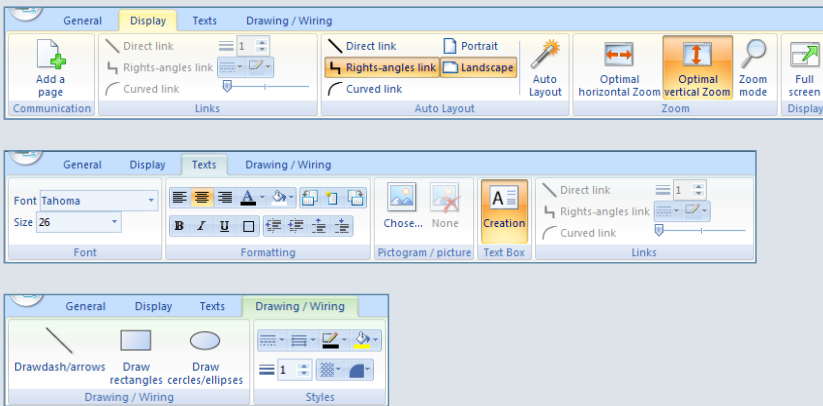 General Display Texts Drawing / Wiring
Direct link 1 Direct link Portrait
Rights-angles link Rights-angles link Landscape
Add a page Curved link Curved link Auto Layout Optimal horizontal Zoom Optimal vertical Zoom Zoom mode Full screen
Communication Links Auto Layout Zoom Display
General Display Texts Drawing / Wiring
Font Tahoma A A Direct link 1
Size 26 B I U Chose... None Creation Rights-angles link
Curved link
Font Formatting Pictogram / picture Text Box Links
General Display Texts Drawing / Wiring
Drawdash/arrows Draw rectangles Draw cercles/ellipses 1
Drawing / Wiring Styles